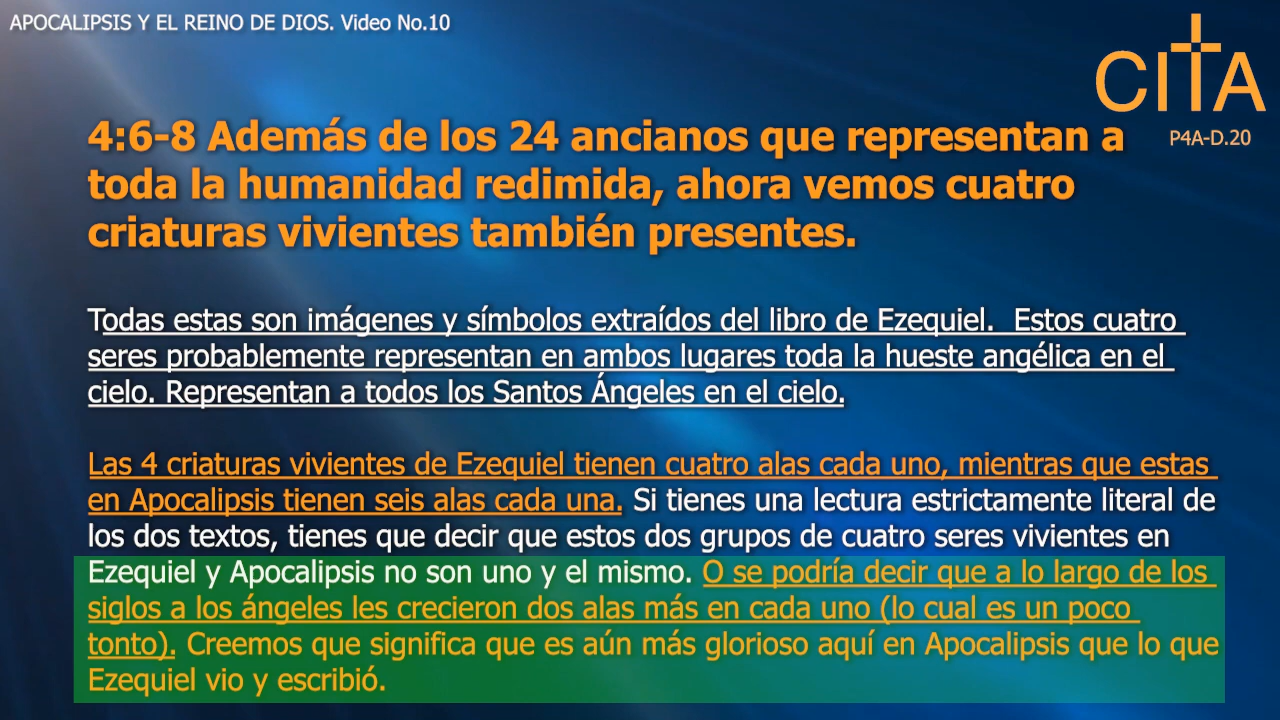 APOCALIPSIS Y EL REINO DE DIOS. Video No.10
CITA
P4A-D.20
4:6-8 Además de los 24 ancianos que representan a
toda la humanidad redimida, ahora vemos cuatro
criaturas vivientes también presentes.
Todas estas son imágenes y símbolos extraídos del libro de Ezequiel. Estos cuatro
seres probablemente representan en ambos lugares toda la hueste angélica en el
cielo. Representan a todos los Santos Ángeles en el cielo.
Las 4 criaturas vivientes de Ezequiel tienen cuatro alas cada uno, mientras que estas
en Apocalipsis tienen seis alas cada una. Si tienes una lectura estrictamente literal de
los dos textos, tienes que decir que estos dos grupos de cuatro seres vivientes en
Ezequiel y Apocalipsis no son uno y el mismo. O se podría decir que a lo largo de los
siglos a los ángeles les crecieron dos alas más en cada uno (lo cual es un poco
tonto). Creemos que significa que es aún más glorioso aquí en Apocalipsis que lo que
Ezequiel vio y escribió.